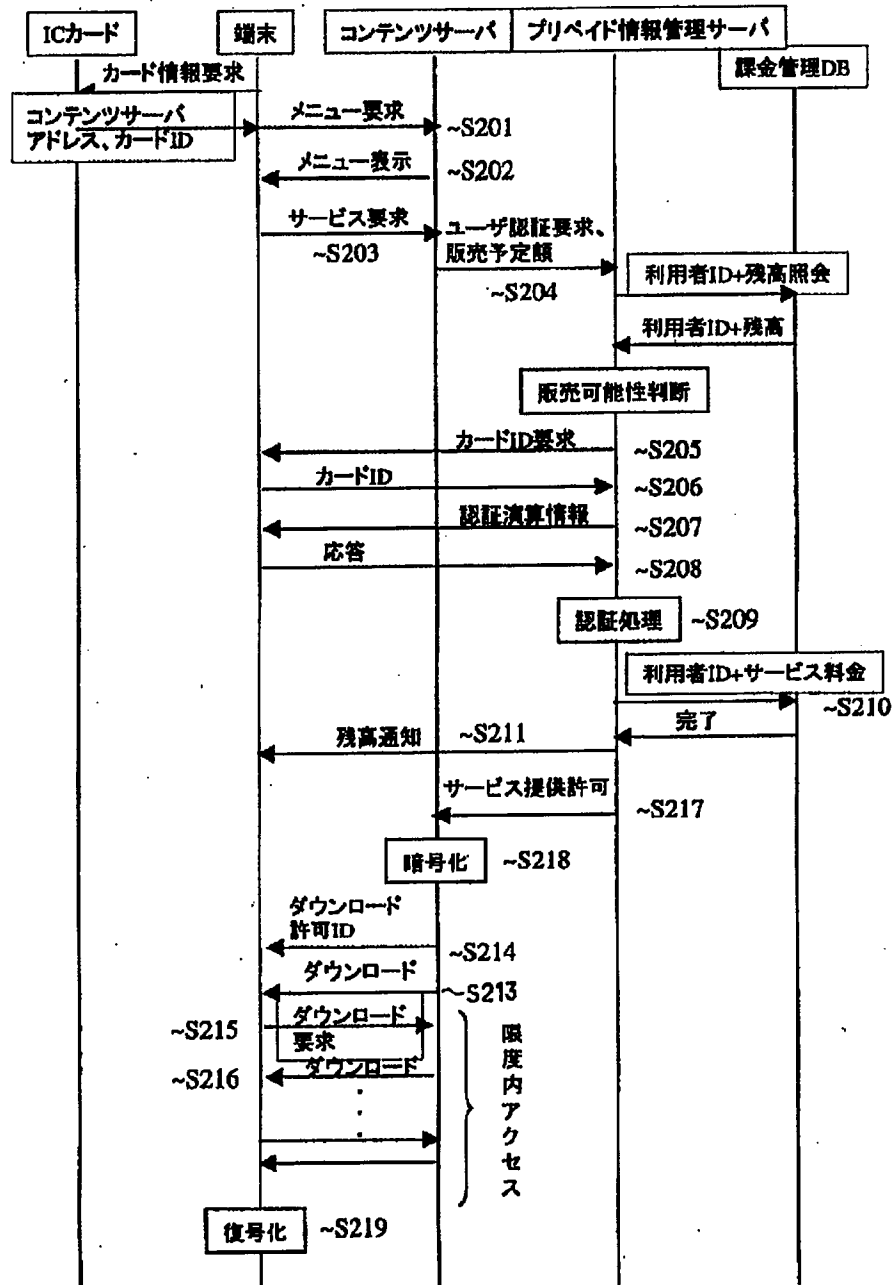 ICカード
端末
コンテンツサーバ
プリペイド情報管理サーバ
課金管理DB
カード情報要求
コンテンツサーバ
アドレス、カードID
メニュー要求
~S201
メニュー表示
~S202
サービス要求
~S203
ユーザ認証要求、
販売予定額
~S204
利用者ID+残高照会
利用者ID+残高
販売可能性判断
カードID要求
~S205
カードID
~S206
認証演算情報
~S207
応答
~S208
認証処理
~S209
利用者ID+サービス料金
~S210
完了
残高通知
~S211
サービス提供許可
~S217
暗号化
~S218
ダウンロード
許可ID
~S214
ダウンロード
~S213
~S215
ダウンロード
要求
~S216
ダウンロード
限度内アクセス
復号化
~S219